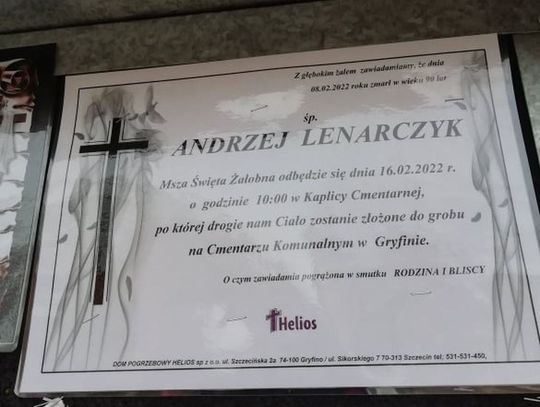 Z głębokim żalem zawiadamiamy, że dnia
08.02.2022 roku zmarł w wieku 90 lat
śp.
ANDRZEJ LENARCZYK
Msza Święta Żałobna odbędzie się dnia 16.02.2022 r.
o godzinie 10:00 w Kaplicy Cmentarnej,
po której drogie nam Ciało zostanie złożone do grobu
na Cmentarzu Komunalnym w Gryfinie.
O czym zawiadamia pogrążona w smutku RODZINA I BLISCY
Helios
DOM POGRZEBOWY HELIOS sp z o.o. ul. Szczecińska 2a 74-100 Gryfino / ul. Sikorskiego 7 70-313 Szczecin tel; 531-531-450,